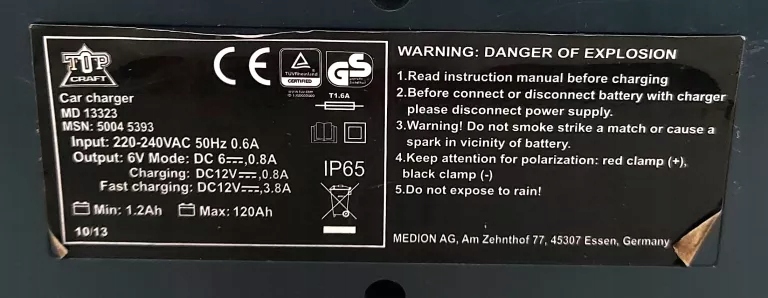 TOP
CRAFT
Car charger
MD 13323
MSN: 5004 5393
Input: 220-240VAC 50Hz 0.6A
Output: 6V Mode: DC 6⎓,0.8A
Charging: DC12V⎓,0.8A
Fast charging: DC12V⎓,3.8A
Min: 1.2Ah Max: 120Ah
10/13
CE
TÜVRheinland
CERTIFIED
GS
T1.6A
IP65
WARNING: DANGER OF EXPLOSION
1.Read instruction manual before charging
2.Before connect or disconnect battery with charger
please disconnect power supply.
3.Warning! Do not smoke strike a match or cause a
spark in vicinity of battery.
4.Keep attention for polarization: red clamp (+),
black clamp (-)
5.Do not expose to rain!
MEDION AG, Am Zehnthof 77, 45307 Essen, Germany